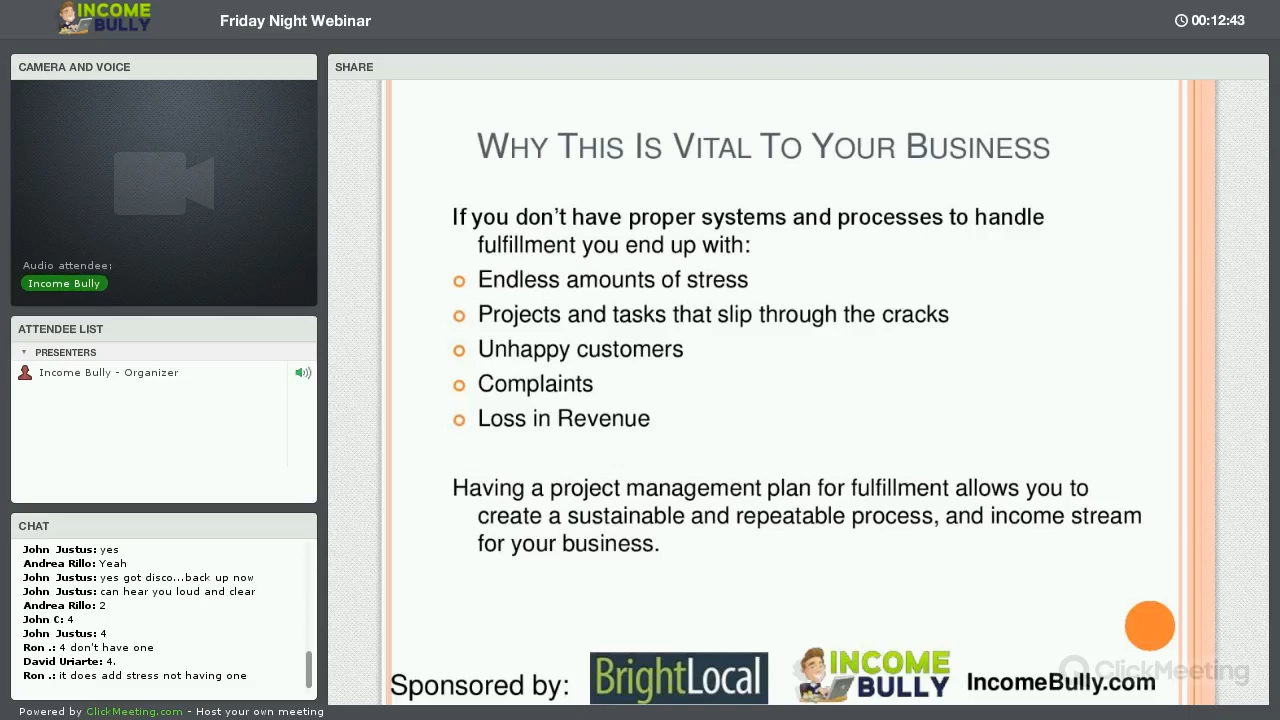 INCOME
BULLY
Friday Night Webinar
00:12:43
CAMERA AND VOICE
Audio attendee:
Income Bully
ATTENDEE LIST
PRESENTERS
Income Bully - Organizer
CHAT
John Justus: yes
Andrea Rillo: Yeah
John Justus: yes got disco...back up now
John Justus: can hear you loud and clear
Andrea Rillo: 2
John C: 4
John Justus: 4
Ron .: 4 don't have one
David Uriarte: 4.
Ron .: it does add stress not having one
Powered by ClickMeeting.com - Host your own meeting
SHARE
WHY THIS IS VITAL TO YOUR BUSINESS
If you don't have proper systems and processes to handle
fulfillment you end up with:
Endless amounts of stress
Projects and tasks that slip through the cracks
Unhappy customers
Complaints
Loss in Revenue
Having a project management plan for fulfillment allows you to
create a sustainable and repeatable process, and income stream
for your business.
Sponsored by:
BrightLocal
INCOME
BULLY
IncomeBully.com
ClickMeeting